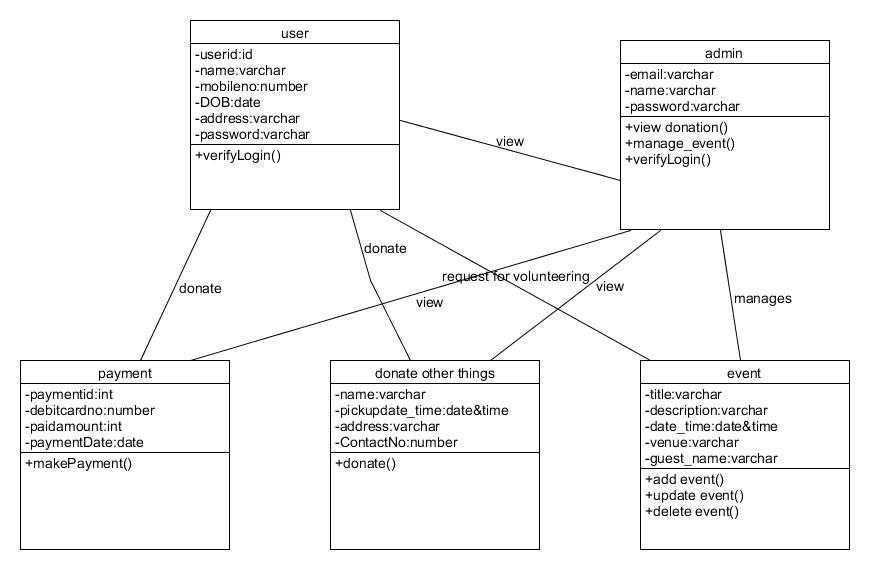 user
-userid:id
-name:varchar
-mobileno:number
-DOB:date
-address:varchar
-password:varchar
+verifyLogin()
admin
-email:varchar
-name:varchar
-password:varchar
+view donation()
+manage_event()
+verifyLogin()
view
donate
donate
request for volunteering
view
view
manages
payment
-paymentid:int
-debitcardno:number
-paidamount:int
-paymentDate:date
+makePayment()
donate other things
-name:varchar
-pickupdate_time:date&time
-address:varchar
-ContactNo:number
+donate()
event
-title:varchar
-description:varchar
-date_time:date&time
-venue:varchar
-guest_name:varchar
+add event()
+update event()
+delete event()